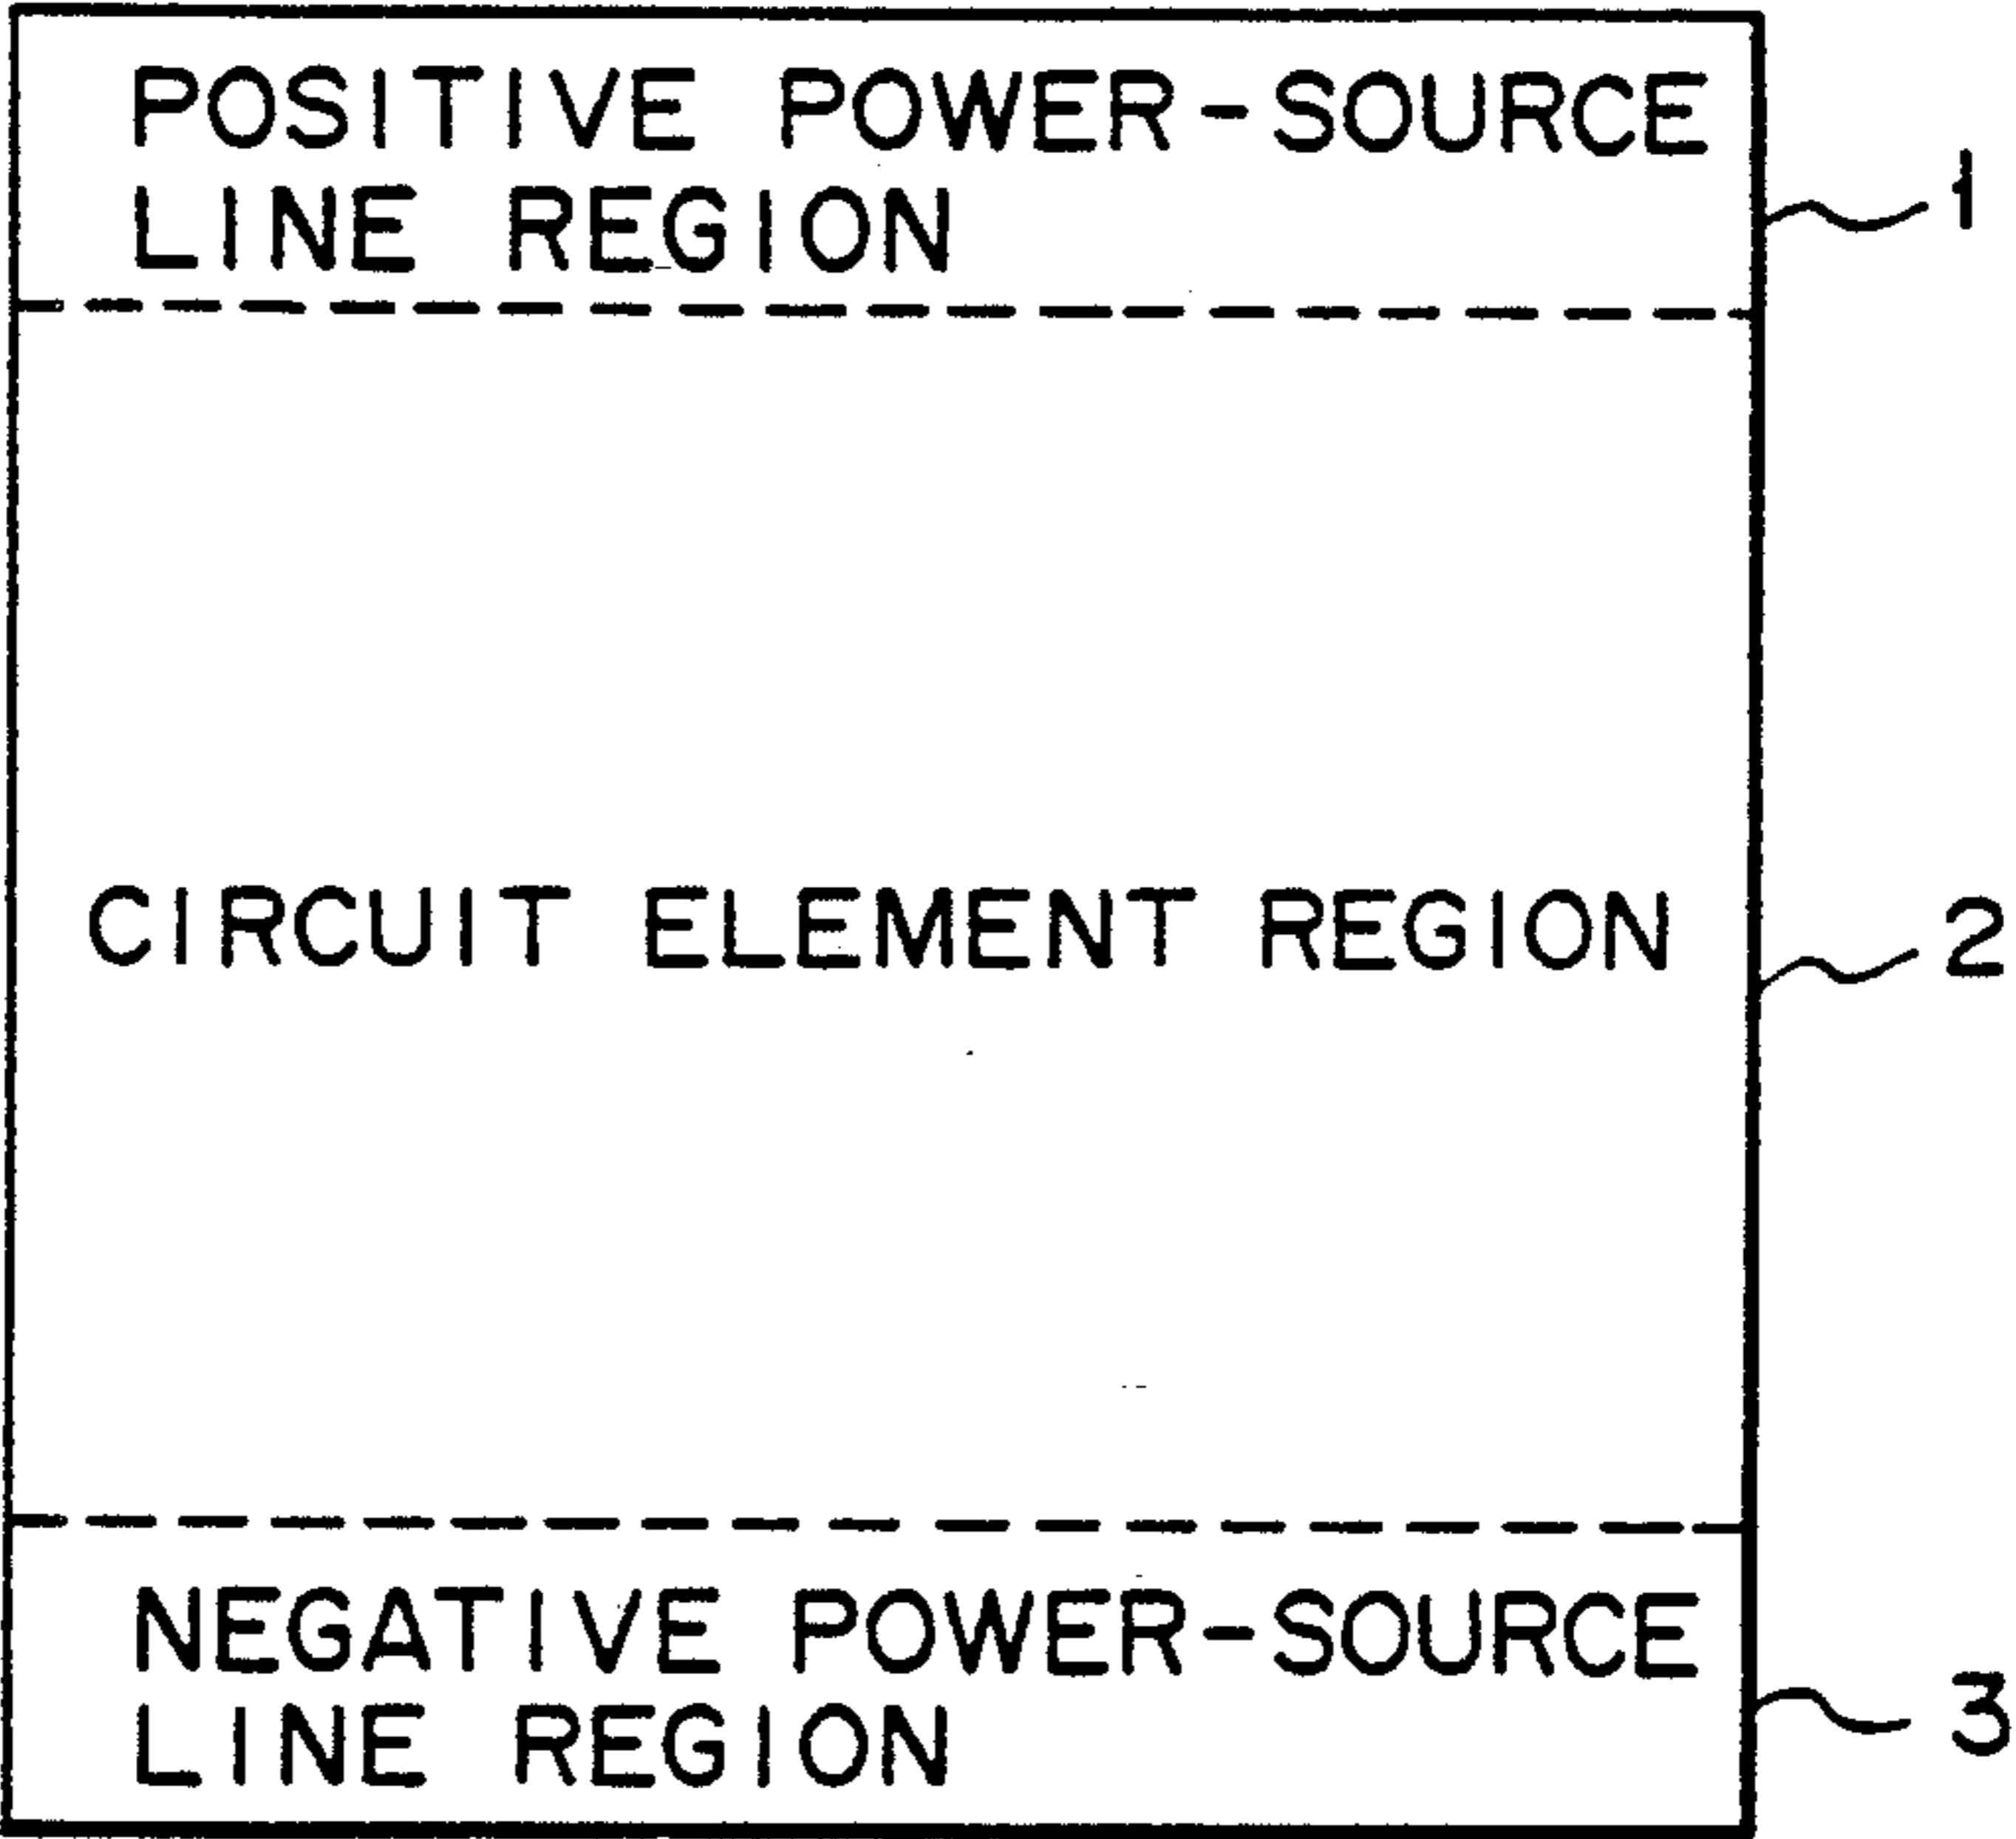 POSITIVE POWER-SOURCE
LINE REGION
1
CIRCUIT ELEMENT REGION
2
NEGATIVE POWER-SOURCE
LINE REGION
3